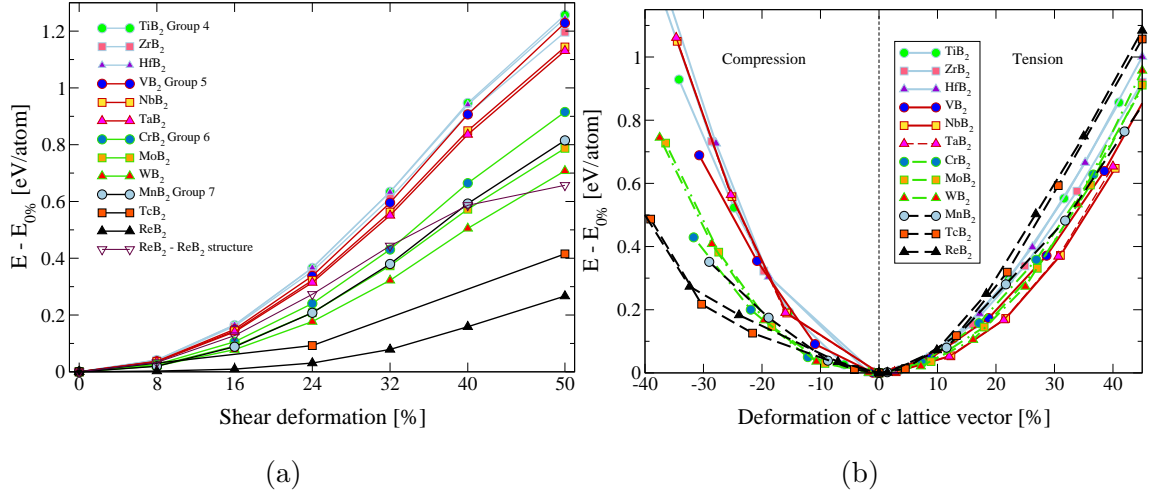 (a)
E - E0% [eV/atom]
1.2
1
0.8
0.6
0.4
0.2
0
TiB2 Group 4
ZrB2
HfB2
VB2 Group 5
NbB2
TaB2
CrB2 Group 6
MoB2
WB2
MnB2 Group 7
TcB2
ReB2
ReB2 - ReB2 structure
0 8 16 24 32 40 50
Shear deformation [%]
(a)
(b)
E - E0% [eV/atom]
1
0.8
0.6
0.4
0.2
0
Compression
Tension
TiB2
ZrB2
HfB2
VB2
NbB2
TaB2
CrB2
MoB2
WB2
MnB2
TcB2
ReB2
-40 -30 -20 -10 0 10 20 30 40
Deformation of c lattice vector [%]
(b)